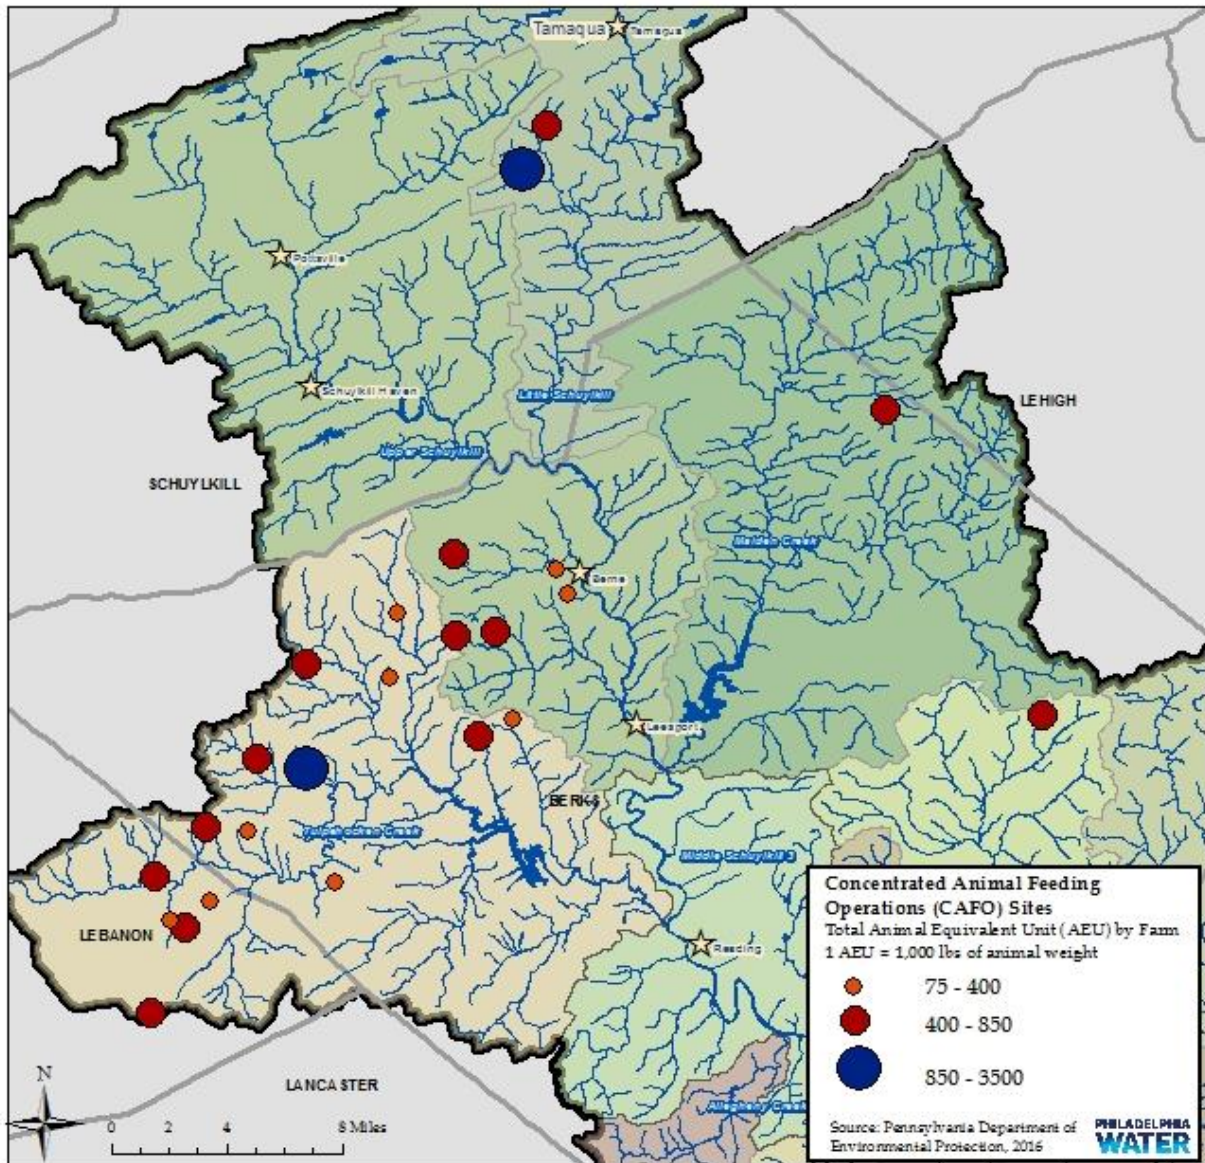 Tamaqua
Tamaqua
Pottsville
Schuylkill Haven
Little Schuylkill
LEHIGH
Upper Schuylkill
SCHUYLKILL
Maiden Creek
Berne
Leesport
BERKS
Tulpehocken Creek
Middle Schuylkill 3
LEBANON
Reading
LANCASTER
Allegheny Creek
N
0 2 4 8 Miles
Concentrated Animal Feeding
Operations (CAFO) Sites
Total Animal Equivalent Unit (AEU) by Farm
1 AEU = 1,000 lbs of animal weight
75 - 400
400 - 850
850 - 3500
Source: Pennsylvania Department of
Environmental Protection, 2016
PHILADELPHIA
WATER